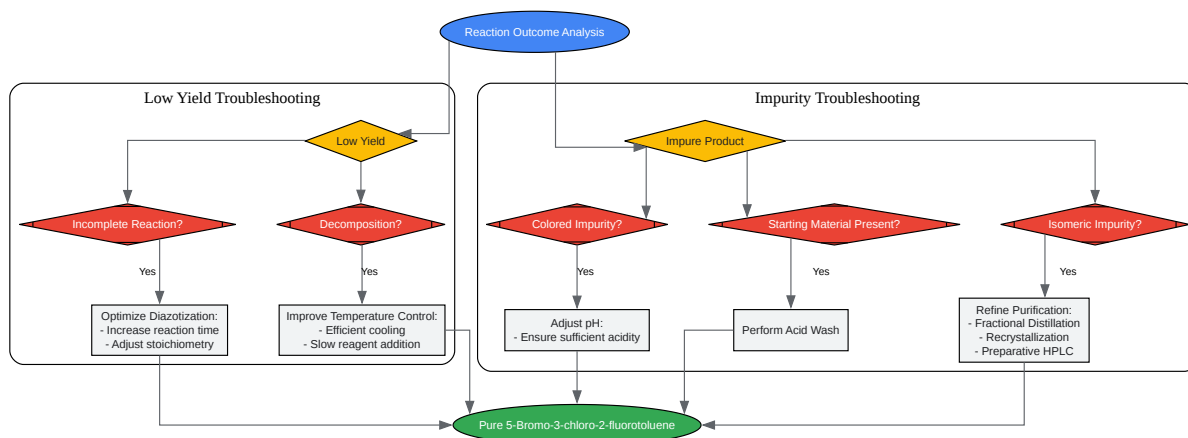 Reaction Outcome Analysis
Low Yield Troubleshooting
Impurity Troubleshooting
Low Yield
Impure Product
Incomplete Reaction?
Decomposition?
Colored Impurity?
Starting Material Present?
Isomeric Impurity?
Yes
Yes
Yes
Yes
Yes
Optimize Diazotization:
- Increase reaction time
- Adjust stoichiometry
Improve Temperature Control:
- Efficient cooling
- Slow reagent addition
Adjust pH:
- Ensure sufficient acidity
Perform Acid Wash
Refine Purification:
- Fractional Distillation
- Recrystallization
- Preparative HPLC
Pure 5-Bromo-3-chloro-2-fluorotoluene